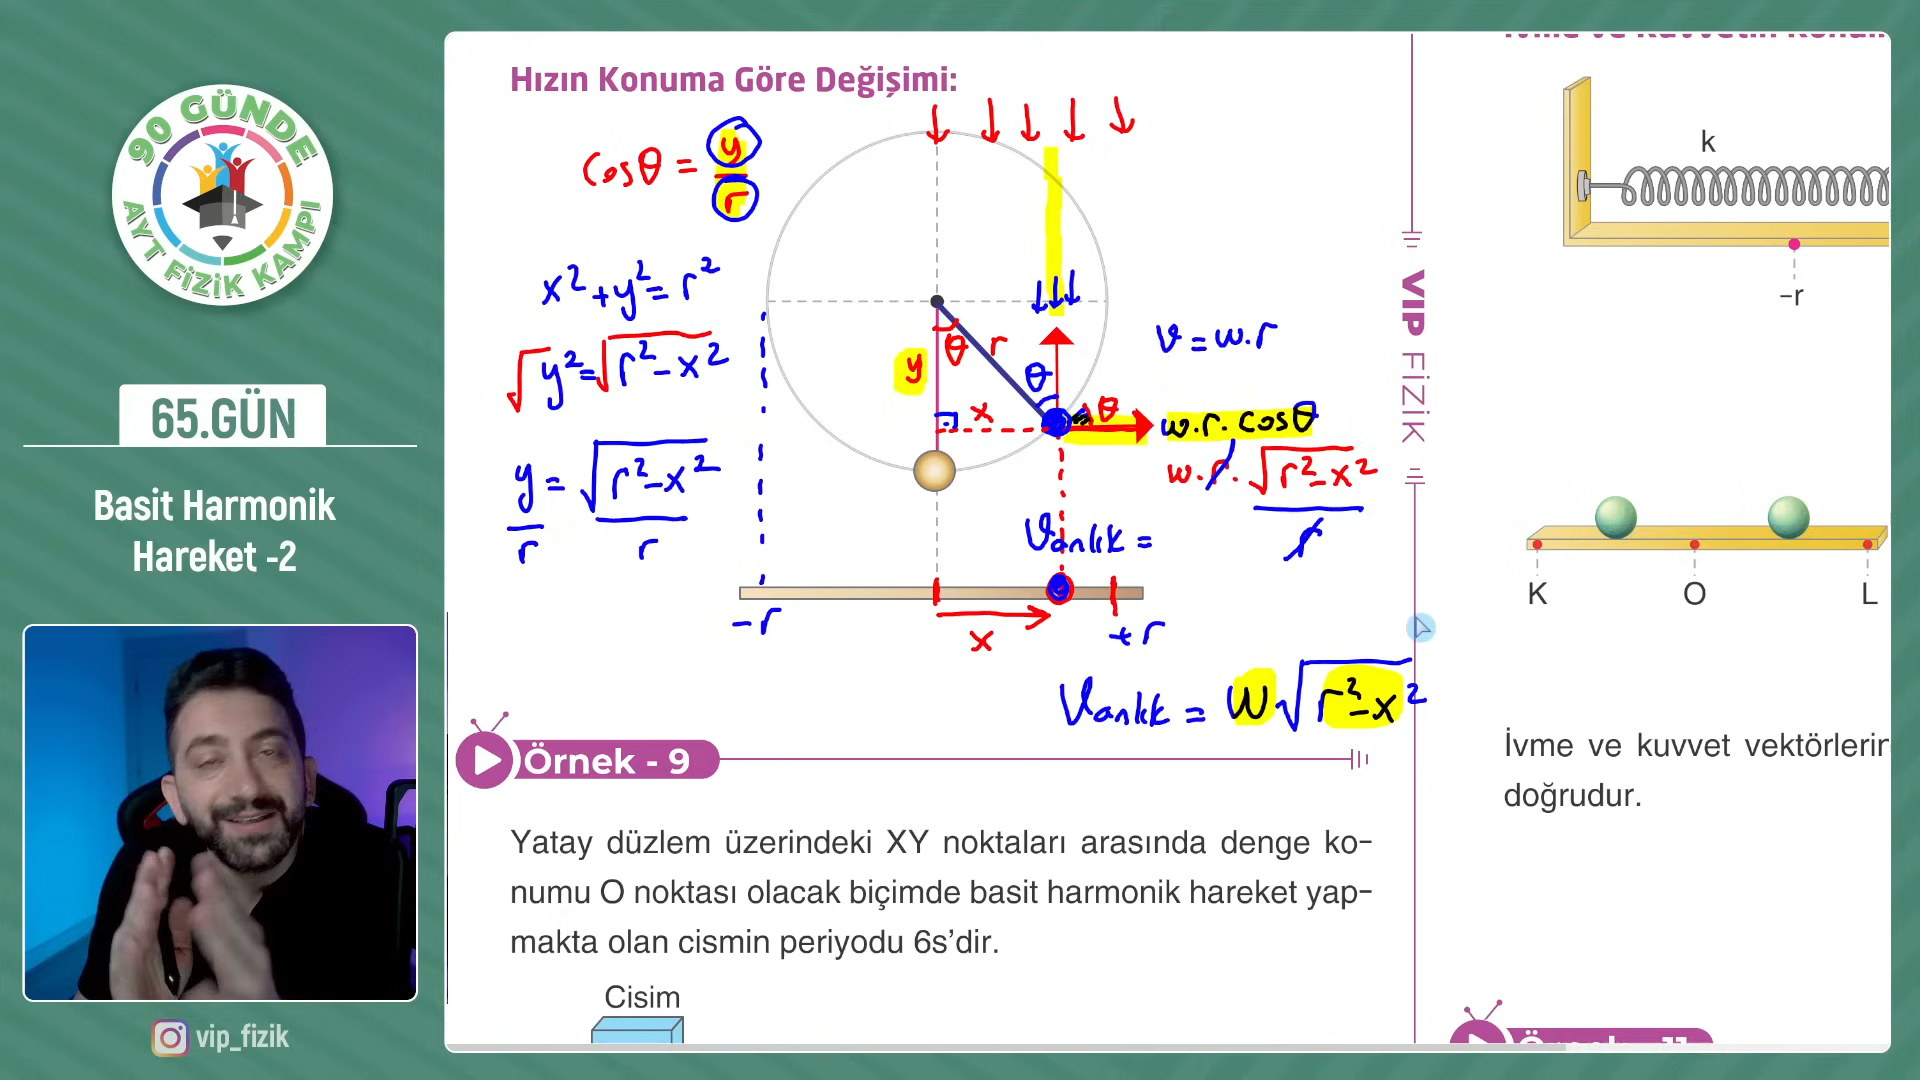 90 GÜNDE
AYT FİZİK KAMPI
65.GÜN
Basit Harmonik
Hareket -2
vip_fizik
Hızın Konuma Göre Değişimi:
cosθ = y/r
x² + y² = r²
√y² = √r² - x²
y/r = √r² - x² / r
y
θ
r
θ
x
θ
v = w.r
w.r.cosθ
w.r. √r² - x² / r
Vanlık =
-r
x
+r
Vanlık = w √r² - x²
Örnek - 9
Yatay düzlem üzerindeki XY noktaları arasında denge ko-
numu O noktası olacak biçimde basit harmonik hareket yap-
makta olan cismin periyodu 6s'dir.
Cisim
VIP FİZİK
k
-r
K
O
L
İvme ve kuvvet vektörlerin
doğrudur.